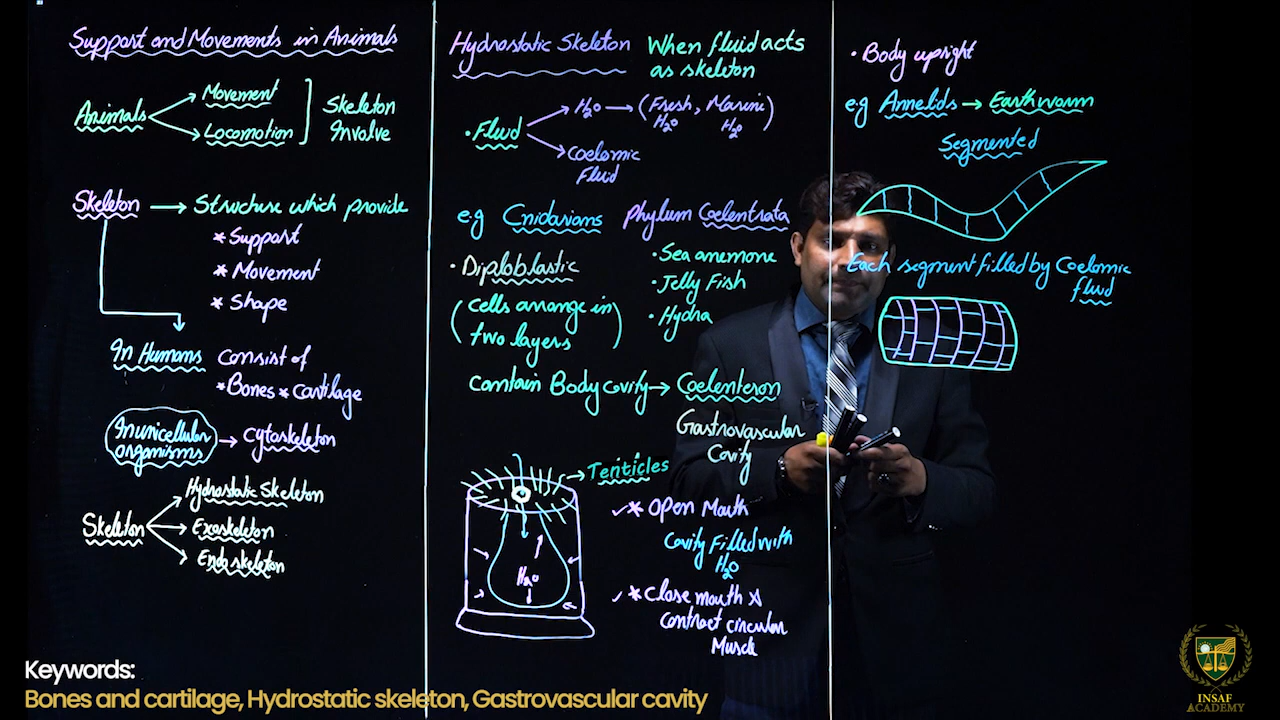 Support and Movements in Animals
Animals
Movement
Locomotion
Skeleton
Involve
Skeleton → Structure which provide
* Support
* Movement
* Shape
In Humans consist of
* Bones * cartilage
In unicellular
organisms → Cytoskeleton
Skeleton
Hydrostatic Skeleton
Exoskeleton
Endoskeleton
Hydrostatic Skeleton When fluid acts
as skeleton
• Fluid
H₂O → (Fresh, Marine)
H₂O H₂O
Coelomic
Fluid
e.g Cnidarians Phylum Coelentrata
• Diploblastic
(cells arrange in
two layers)
• Sea anemone
• Jelly Fish
• Hydra
contain Body cavity → Coelenteron
Gastrovascular
Cavity
→ Tenticles
H₂O
✓* Open Mouth
Cavity Filled with
H₂O
✓* Close mouth &
contract circular
Muscle
• Body upright
e.g Annelids → Earthworm
Segmented
Each segment filled by Coelomic
fluid
Keywords:
Bones and cartilage, Hydrostatic skeleton, Gastrovascular cavity
INSAF
ACADEMY